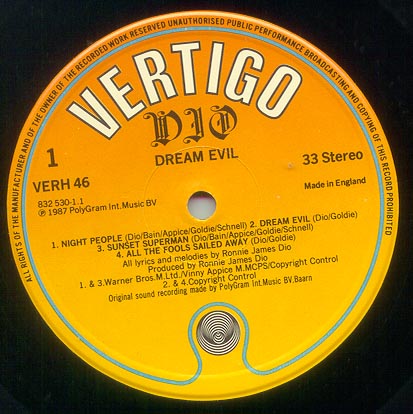 ALL RIGHTS OF THE MANUFACTURER AND OF THE OWNER OF THE RECORDED WORK RESERVED UNAUTHORISED PUBLIC PERFORMANCE BROADCASTING AND COPYING OF THIS RECORD PROHIBITED
VERTIGO
DIO
DREAM EVIL
1
33 Stereo
VERH 46
832 530-1.1
Made in England
℗ 1987 PolyGram Int.Music BV
1. NIGHT PEOPLE (Dio/Bain/Appice/Goldie/Schnell) 2. DREAM EVIL (Dio/Goldie)
3. SUNSET SUPERMAN (Dio/Bain/Appice/Goldie/Schnell)
4. ALL THE FOOLS SAILED AWAY (Dio/Goldie)
All lyrics and melodies by Ronnie James Dio
Produced by Ronnie James Dio
1. & 3.Warner Bros.M.Ltd./Vinny Appice M.MCPS/Copyright Control
2. & 4.Copyright Control
Original sound recording made by PolyGram Int.Music BV,Baarn